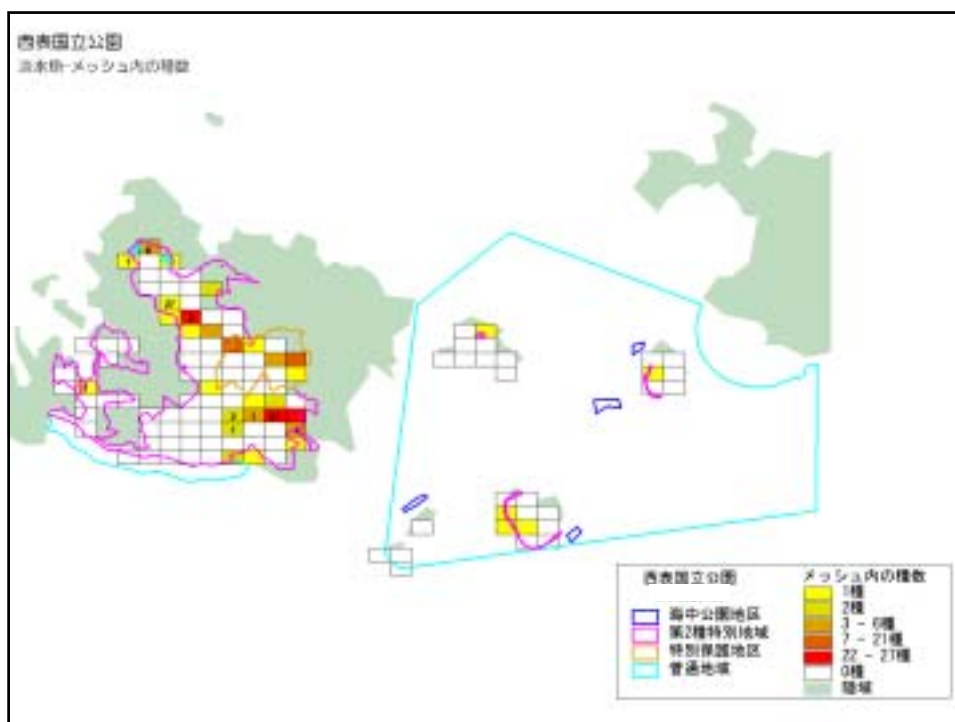 西表国立公園
淡水魚-メッシュ内の種数
西表国立公園
海中公園地区
第2種特別地域
特別保護地区
普通地域
メッシュ内の種数
1種
2種
3 - 6種
7 - 21種
22 - 27種
0種
陸域